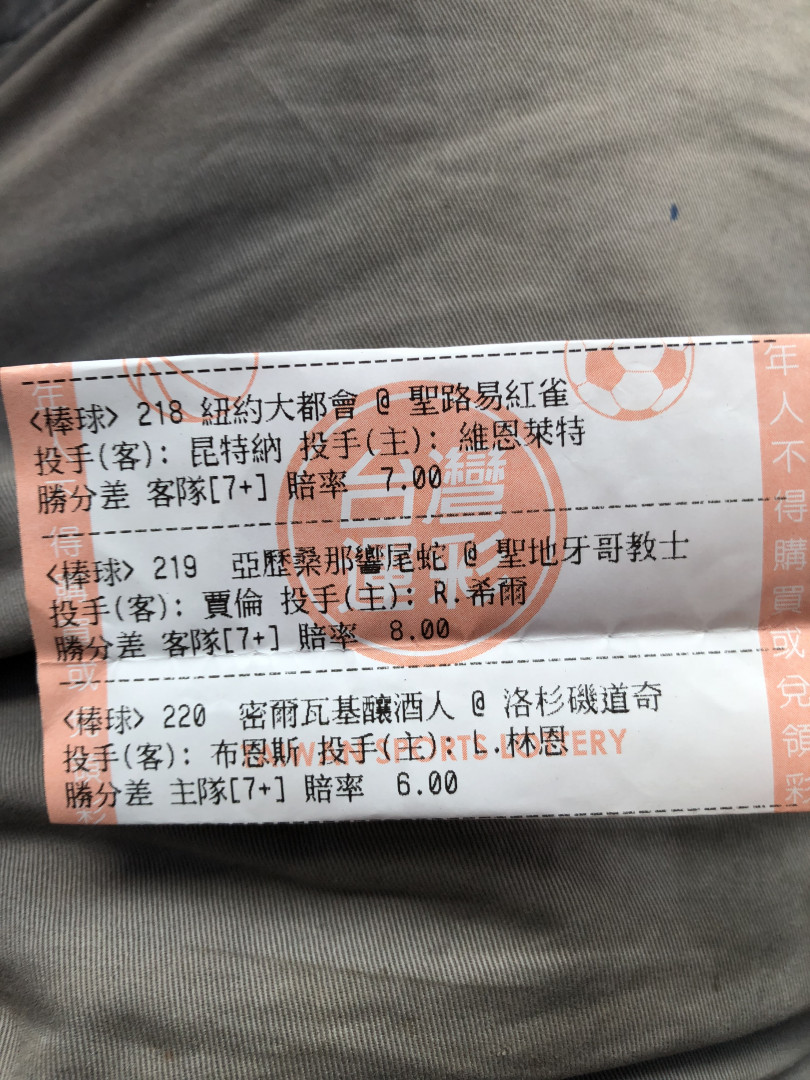 <棒球> 218 紐約大都會 @ 聖路易紅雀
投手(客): 昆特納 投手(主): 維恩萊特
勝分差 客隊[7+] 賠率 7.00
<棒球> 219 亞歷桑那響尾蛇 @ 聖地牙哥教士
投手(客): 賈倫 投手(主): R.希爾
勝分差 客隊[7+] 賠率 8.00
<棒球> 220 密爾瓦基釀酒人 @ 洛杉磯道奇
投手(客): 布恩斯 投手(主): L.林恩
勝分差 主隊[7+] 賠率 6.00
台灣
運彩
TAIWAN SPORTS LOTTERY
年人不得購買或兌領彩